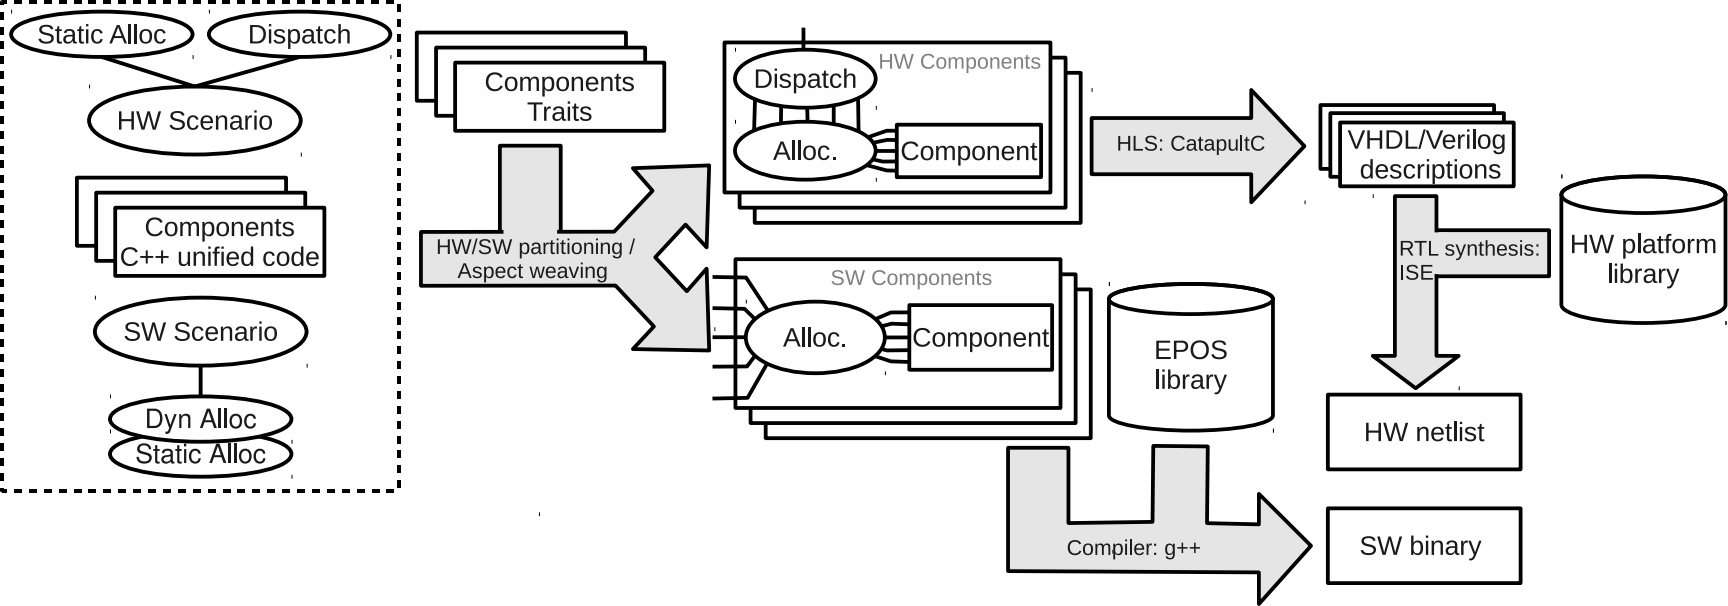 Static Alloc
Dispatch
HW Scenario
Components
C++ unified code
SW Scenario
Dyn Alloc
Static Alloc
Components
Traits
HW/SW partitioning /
Aspect weaving
HW Components
Dispatch
Alloc.
Component
SW Components
Alloc.
Component
HLS: CatapultC
VHDL/Verilog
descriptions
RTL synthesis:
ISE
HW platform
library
EPOS
library
Compiler: g++
HW netlist
SW binary